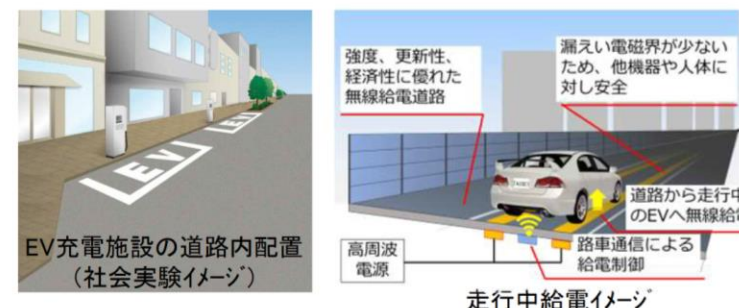 EV
EV
EV充電施設の道路内配置
（社会実験イメージ）
強度、更新性、
経済性に優れた
無線給電道路
漏えい電磁界が少ない
ため、他機器や人体に
対し安全
道路から走行中
のEVへ無線給
高周波
電源
路車通信による
給電制御
走行中給電イメージ